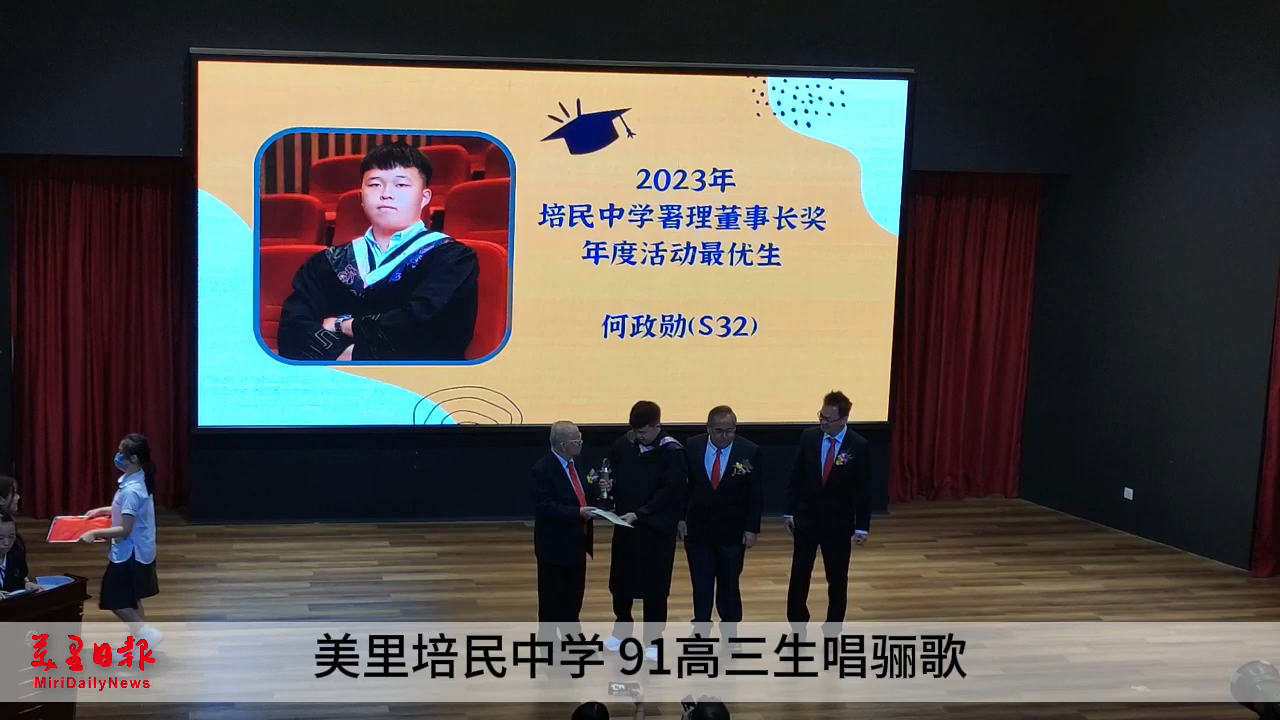 2023年
培民中学署理董事长奖
年度活动最优生
何政勋(S32)
美里日報
MiriDailyNews
美里培民中学 91高三生唱骊歌